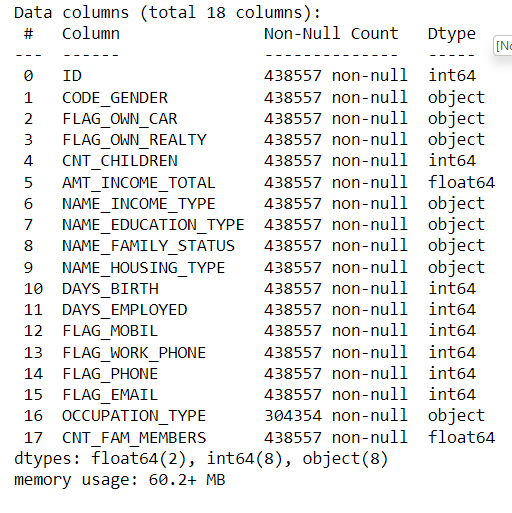 Data columns (total 18 columns):
 #   Column               Non-Null Count   Dtype
---  ------               --------------   -----
 0   ID                   438557 non-null  int64
 1   CODE_GENDER          438557 non-null  object
 2   FLAG_OWN_CAR         438557 non-null  object
 3   FLAG_OWN_REALTY      438557 non-null  object
 4   CNT_CHILDREN         438557 non-null  int64
 5   AMT_INCOME_TOTAL     438557 non-null  float64
 6   NAME_INCOME_TYPE     438557 non-null  object
 7   NAME_EDUCATION_TYPE  438557 non-null  object
 8   NAME_FAMILY_STATUS   438557 non-null  object
 9   NAME_HOUSING_TYPE    438557 non-null  object
 10  DAYS_BIRTH           438557 non-null  int64
 11  DAYS_EMPLOYED        438557 non-null  int64
 12  FLAG_MOBIL           438557 non-null  int64
 13  FLAG_WORK_PHONE      438557 non-null  int64
 14  FLAG_PHONE           438557 non-null  int64
 15  FLAG_EMAIL           438557 non-null  int64
 16  OCCUPATION_TYPE      304354 non-null  object
 17  CNT_FAM_MEMBERS      438557 non-null  float64
dtypes: float64(2), int64(8), object(8)
memory usage: 60.2+ MB